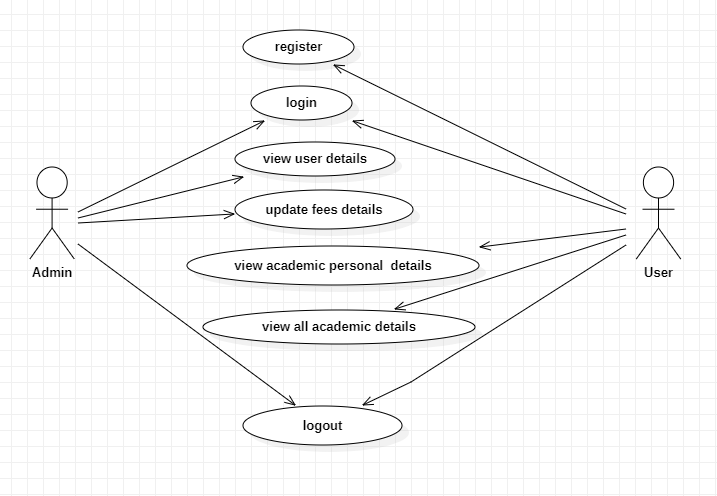 register
login
view user details
update fees details
view academic personal  details
Admin
User
view all academic details
logout